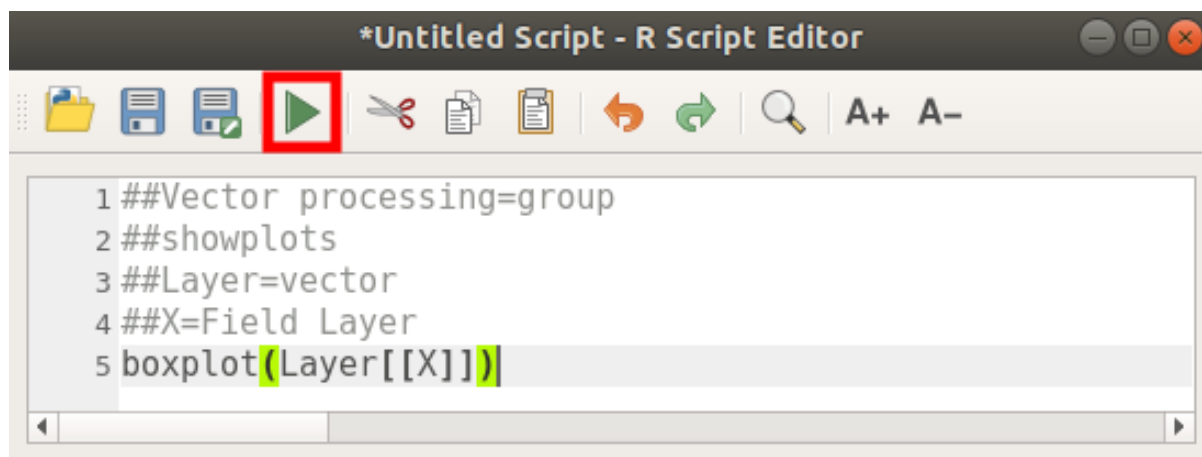 *Untitled Script - R Script Editor
A+ A-
1 ##Vector processing=group
2 ##showplots
3 ##Layer=vector
4 ##X=Field Layer
5 boxplot(Layer[[X]])